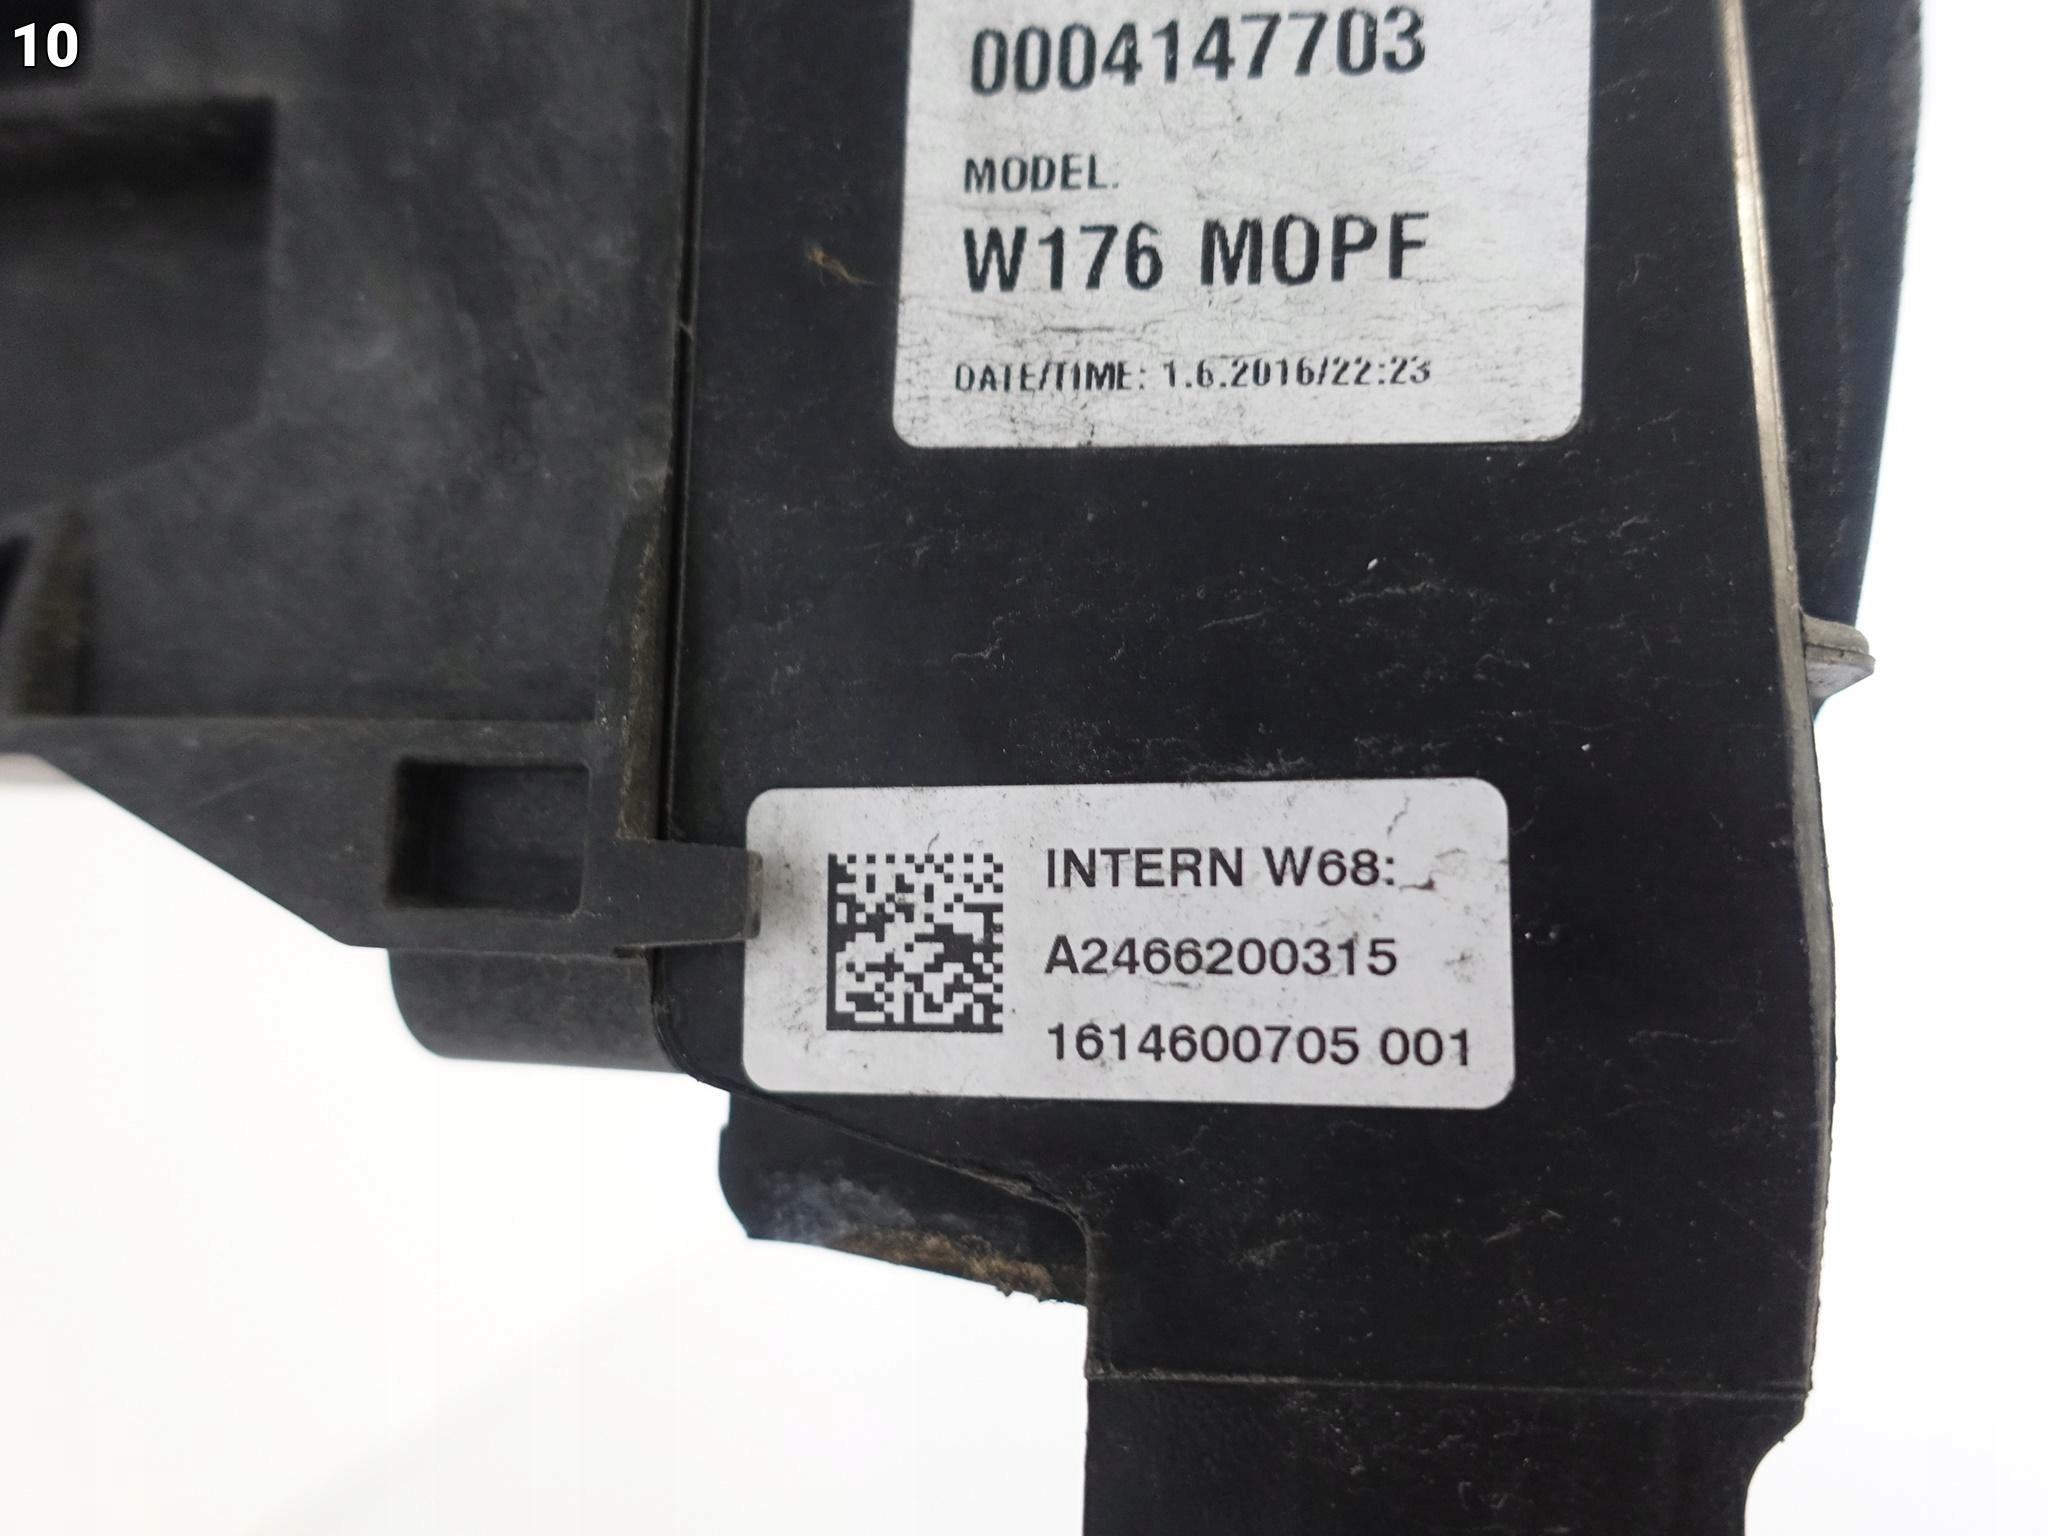 10
0004147703
MODEL:
W176 MOPF
DATE/TIME: 1.6.2016/22:23
INTERN W68:
A2466200315
1614600705 001